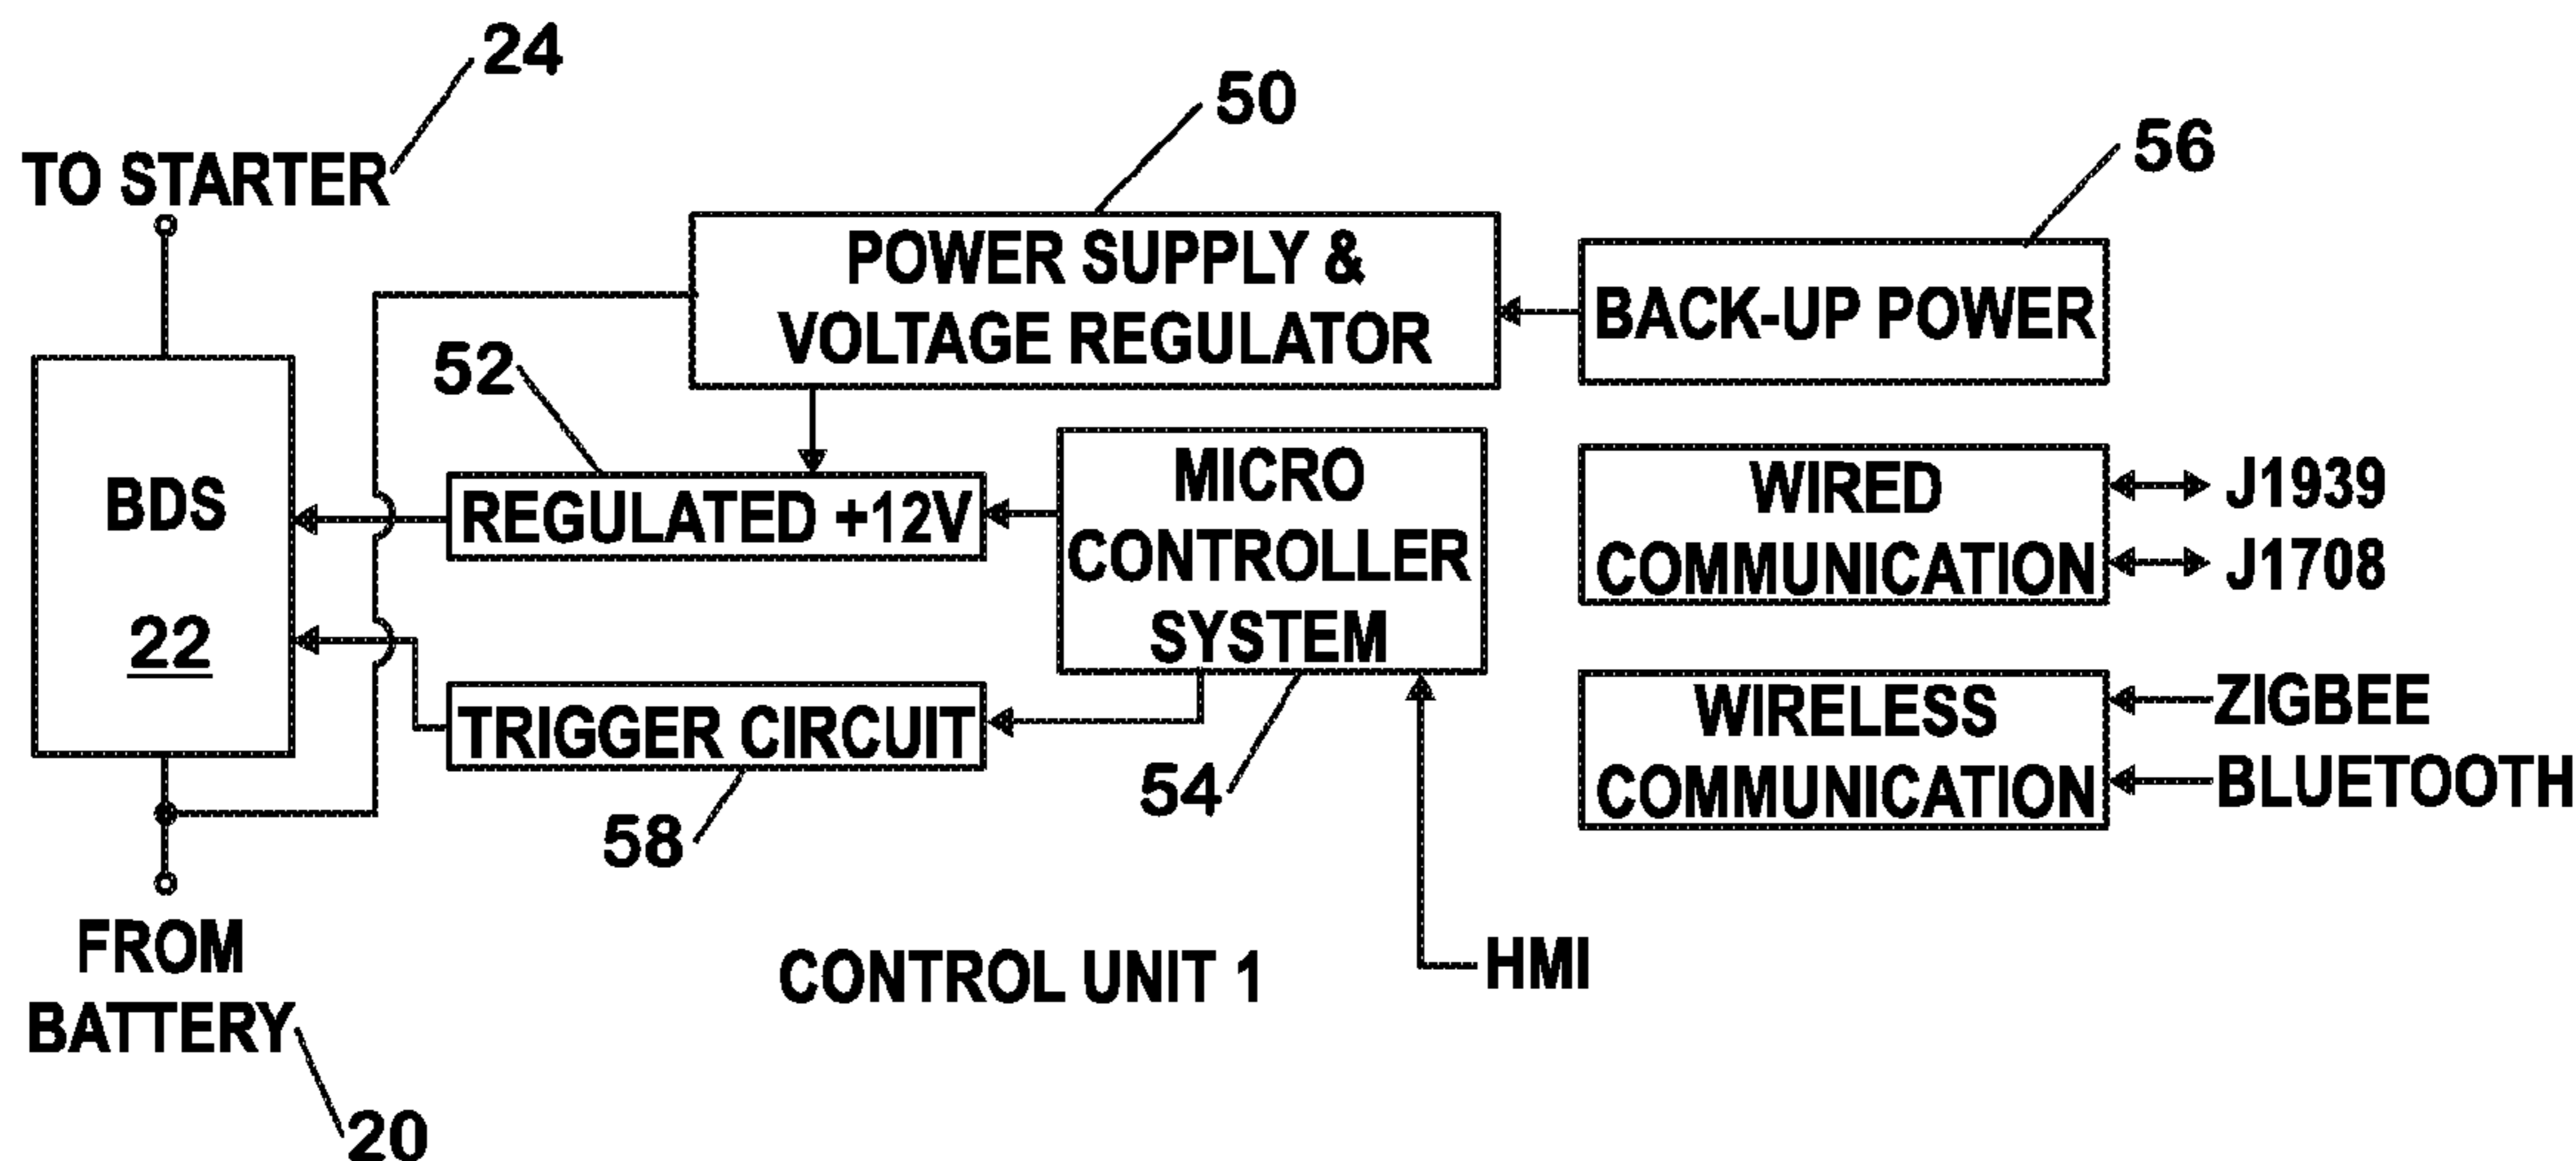 24
TO STARTER
50
56
POWER SUPPLY &
VOLTAGE REGULATOR
BACK-UP POWER
52
BDS
22
REGULATED +12V
MICRO
CONTROLLER
SYSTEM
WIRED
COMMUNICATION
J1939
J1708
TRIGGER CIRCUIT
58
54
WIRELESS
COMMUNICATION
ZIGBEE
BLUETOOTH
FROM
BATTERY
20
CONTROL UNIT 1
HMI